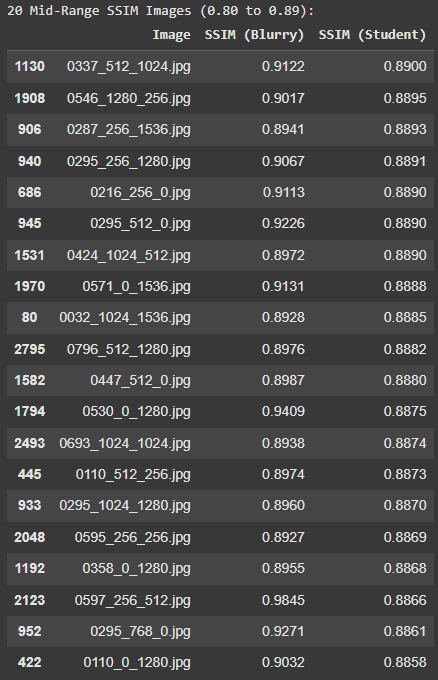 20 Mid-Range SSIM Images (0.80 to 0.89):
Image SSIM (Blurry) SSIM (Student)
1130 0337_512_1024.jpg 0.9122 0.8900
1908 0546_1280_256.jpg 0.9017 0.8895
906 0287_256_1536.jpg 0.8941 0.8893
940 0295_256_1280.jpg 0.9067 0.8891
686 0216_256_0.jpg 0.9113 0.8890
945 0295_512_0.jpg 0.9226 0.8890
1531 0424_1024_512.jpg 0.8972 0.8890
1970 0571_0_1536.jpg 0.9131 0.8888
80 0032_1024_1536.jpg 0.8928 0.8885
2795 0796_512_1280.jpg 0.8976 0.8882
1582 0447_512_0.jpg 0.8987 0.8880
1794 0530_0_1280.jpg 0.9409 0.8875
2493 0693_1024_1024.jpg 0.8938 0.8874
445 0110_512_256.jpg 0.8974 0.8873
933 0295_1024_1280.jpg 0.8960 0.8870
2048 0595_256_256.jpg 0.8927 0.8869
1192 0358_0_1280.jpg 0.8955 0.8868
2123 0597_256_512.jpg 0.9845 0.8866
952 0295_768_0.jpg 0.9271 0.8861
422 0110_0_1280.jpg 0.9032 0.8858